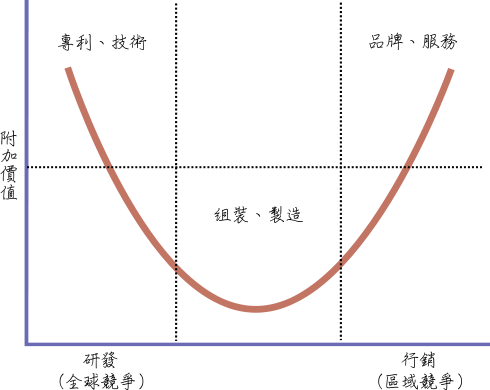 專利、技術
品牌、服務
附加價值
組裝、製造
研發
(全球競爭)
行銷
(區域競爭)